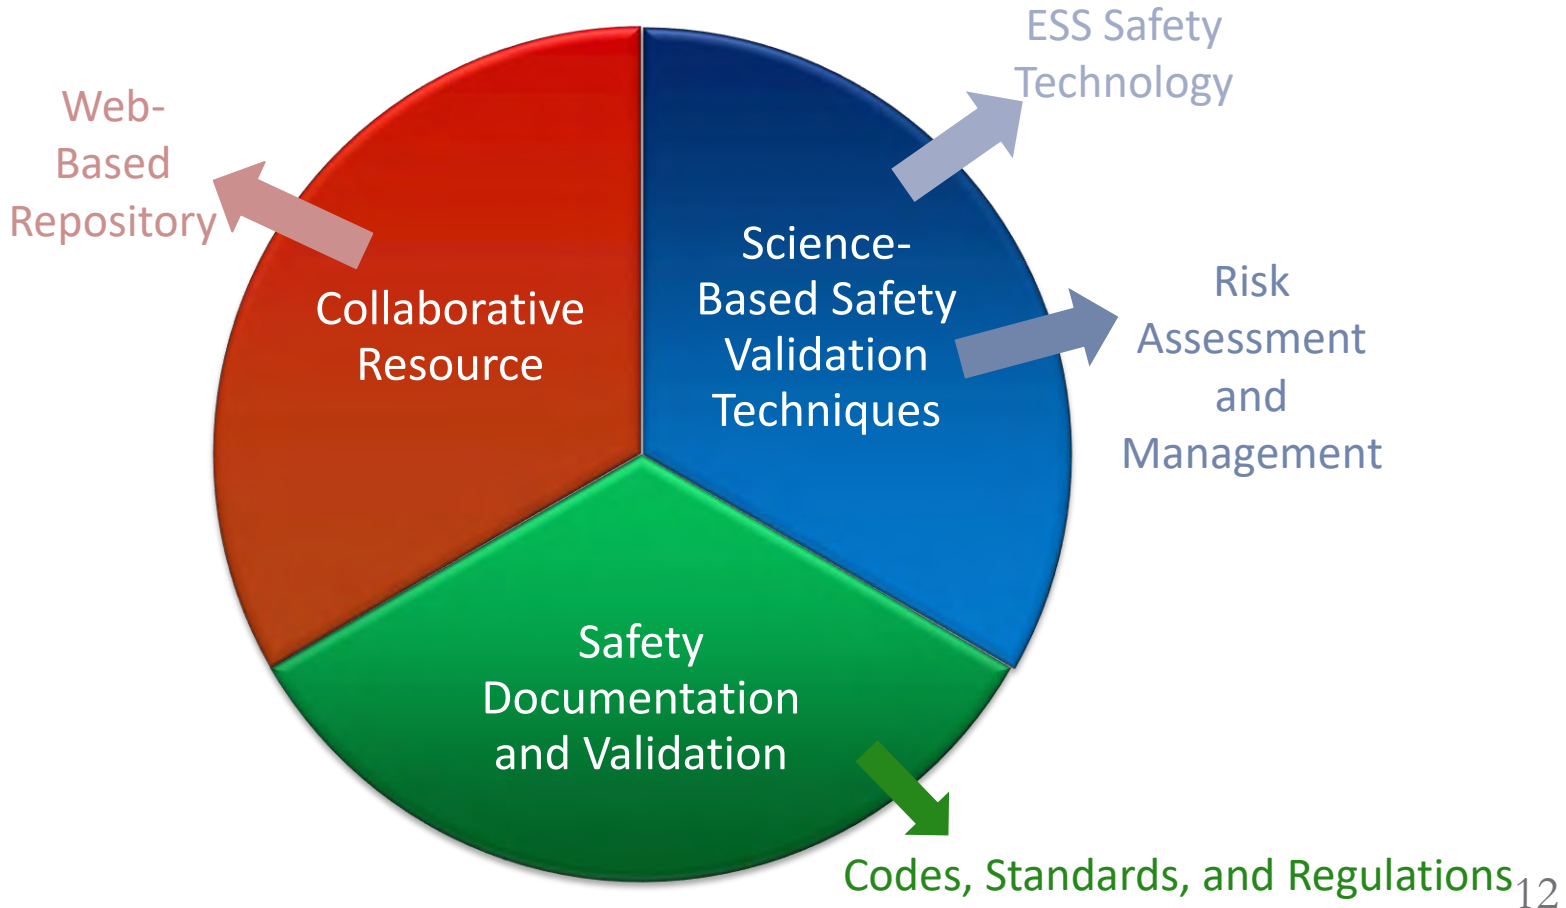 ESS Safety
Technology
Web-
Based
Repository
Collaborative
Resource
Science-
Based Safety
Validation
Techniques
Risk
Assessment
and
Management
Safety
Documentation
and Validation
Codes, Standards, and Regulations
12